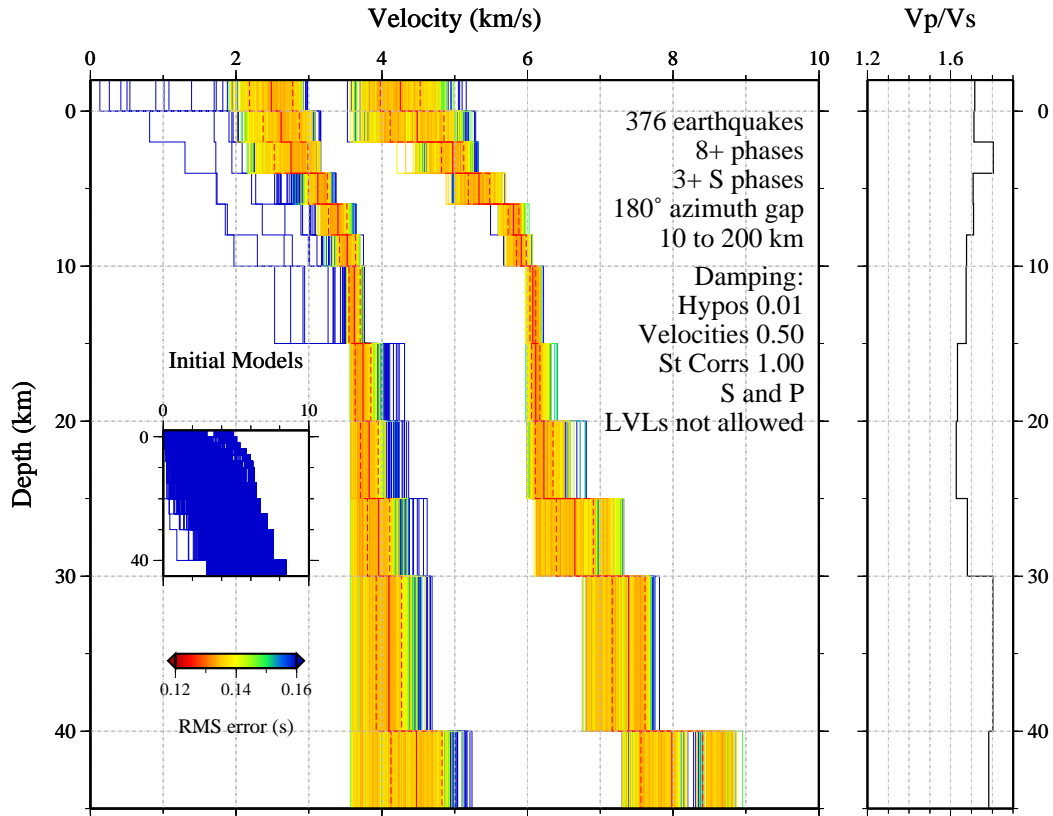 Velocity (km/s)
Vp/Vs
0 2 4 6 8 10
1.2 1.6
0 0
376 earthquakes
8+ phases
3+ S phases
180° azimuth gap
10 to 200 km
10 10
Damping:
Hypos 0.01
Velocities 0.50
St Corrs 1.00
S and P
LVLs not allowed
Initial Models
0 10
0
40
Depth (km)
20 20
30 30
0.12 0.14 0.16
RMS error (s)
40 40